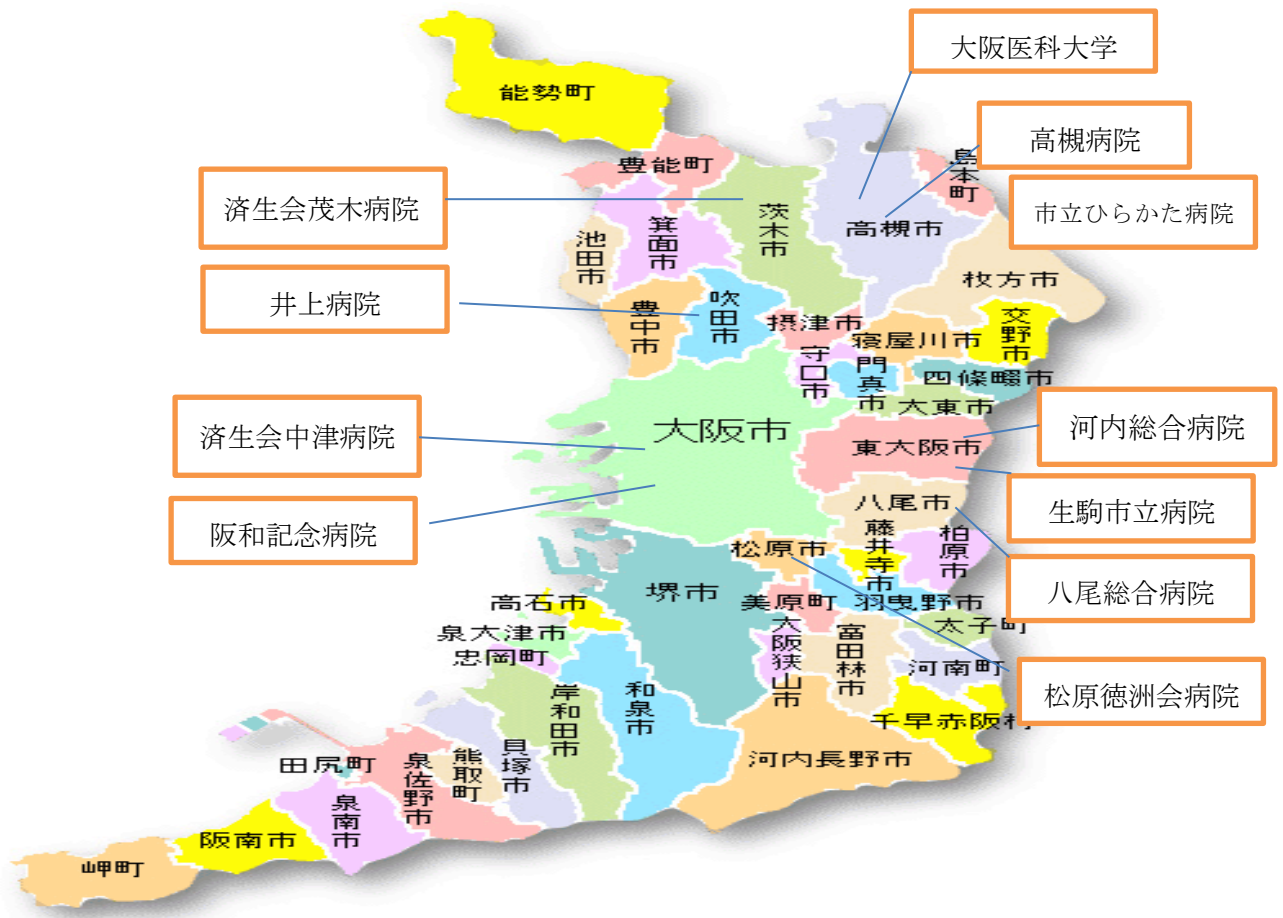 大阪医科大学
高槻病院
市立ひらかた病院
済生会茂木病院
井上病院
済生会中津病院
阪和記念病院
河内総合病院
生駒市立病院
八尾総合病院
松原徳洲会病院
能勢町
豊能町
島本町
茨木市
高槻市
箕面市
池田市
枚方市
吹田市
豊中市
摂津市
交野市
寝屋川市
守口市
門真市
四條畷市
大東市
大阪市
東大阪市
八尾市
藤井寺市
柏原市
松原市
堺市
美原町
羽曳野市
高石市
太子町
泉大津市
大阪狭山市
富田林市
忠岡町
河南町
岸和田市
和泉市
千早赤阪村
貝塚市
熊取町
河内長野市
田尻町
泉佐野市
泉南市
阪南市
岬町